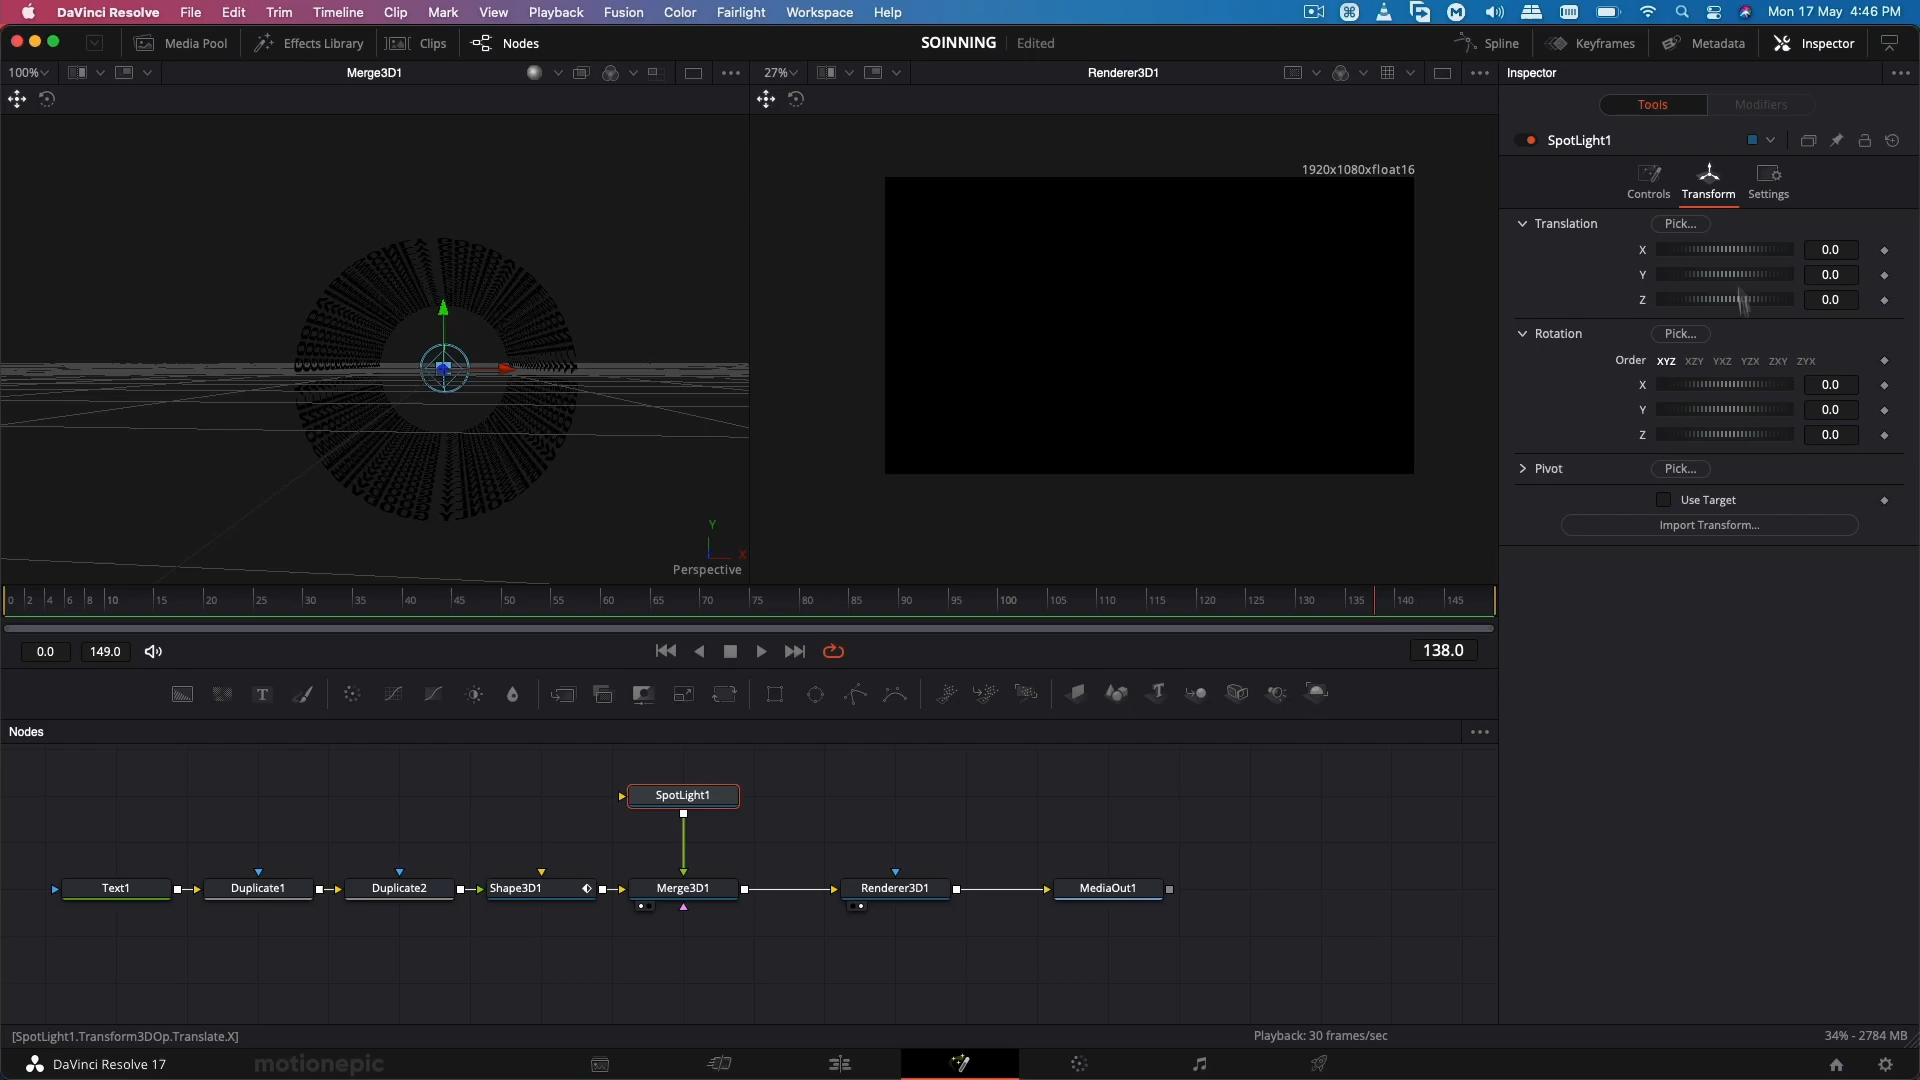 DaVinci Resolve File Edit Trim Timeline Clip Mark View Playback Fusion Color Fairlight Workspace Help Mon 17 May 4:46 PM
Media Pool Effects Library Clips Nodes SOINNING Edited Spline Keyframes Metadata Inspector
100% Merge3D1 27% Renderer3D1 Inspector
Tools Modifiers
SpotLight1
1920x1080xfloat16
Controls Transform Settings
Translation Pick...
X 0.0
Y 0.0
Z 0.0
Rotation Pick...
Order XYZ XZY YXZ YZX ZXY ZYX
X 0.0
Y 0.0
Z 0.0
Pivot Pick...
Use Target
Import Transform...
Y
X
Perspective
0 2 4 6 8 10 15 20 25 30 35 40 45 50 55 60 65 70 75 80 85 90 95 100 105 110 115 120 125 130 135 140 145
0.0 149.0 138.0
Nodes
SpotLight1
Text1 Duplicate1 Duplicate2 Shape3D1 Merge3D1 Renderer3D1 MediaOut1
[SpotLight1.Transform3DOp.Translate.X] Playback: 30 frames/sec 34% - 2784 MB
DaVinci Resolve 17 motionepic